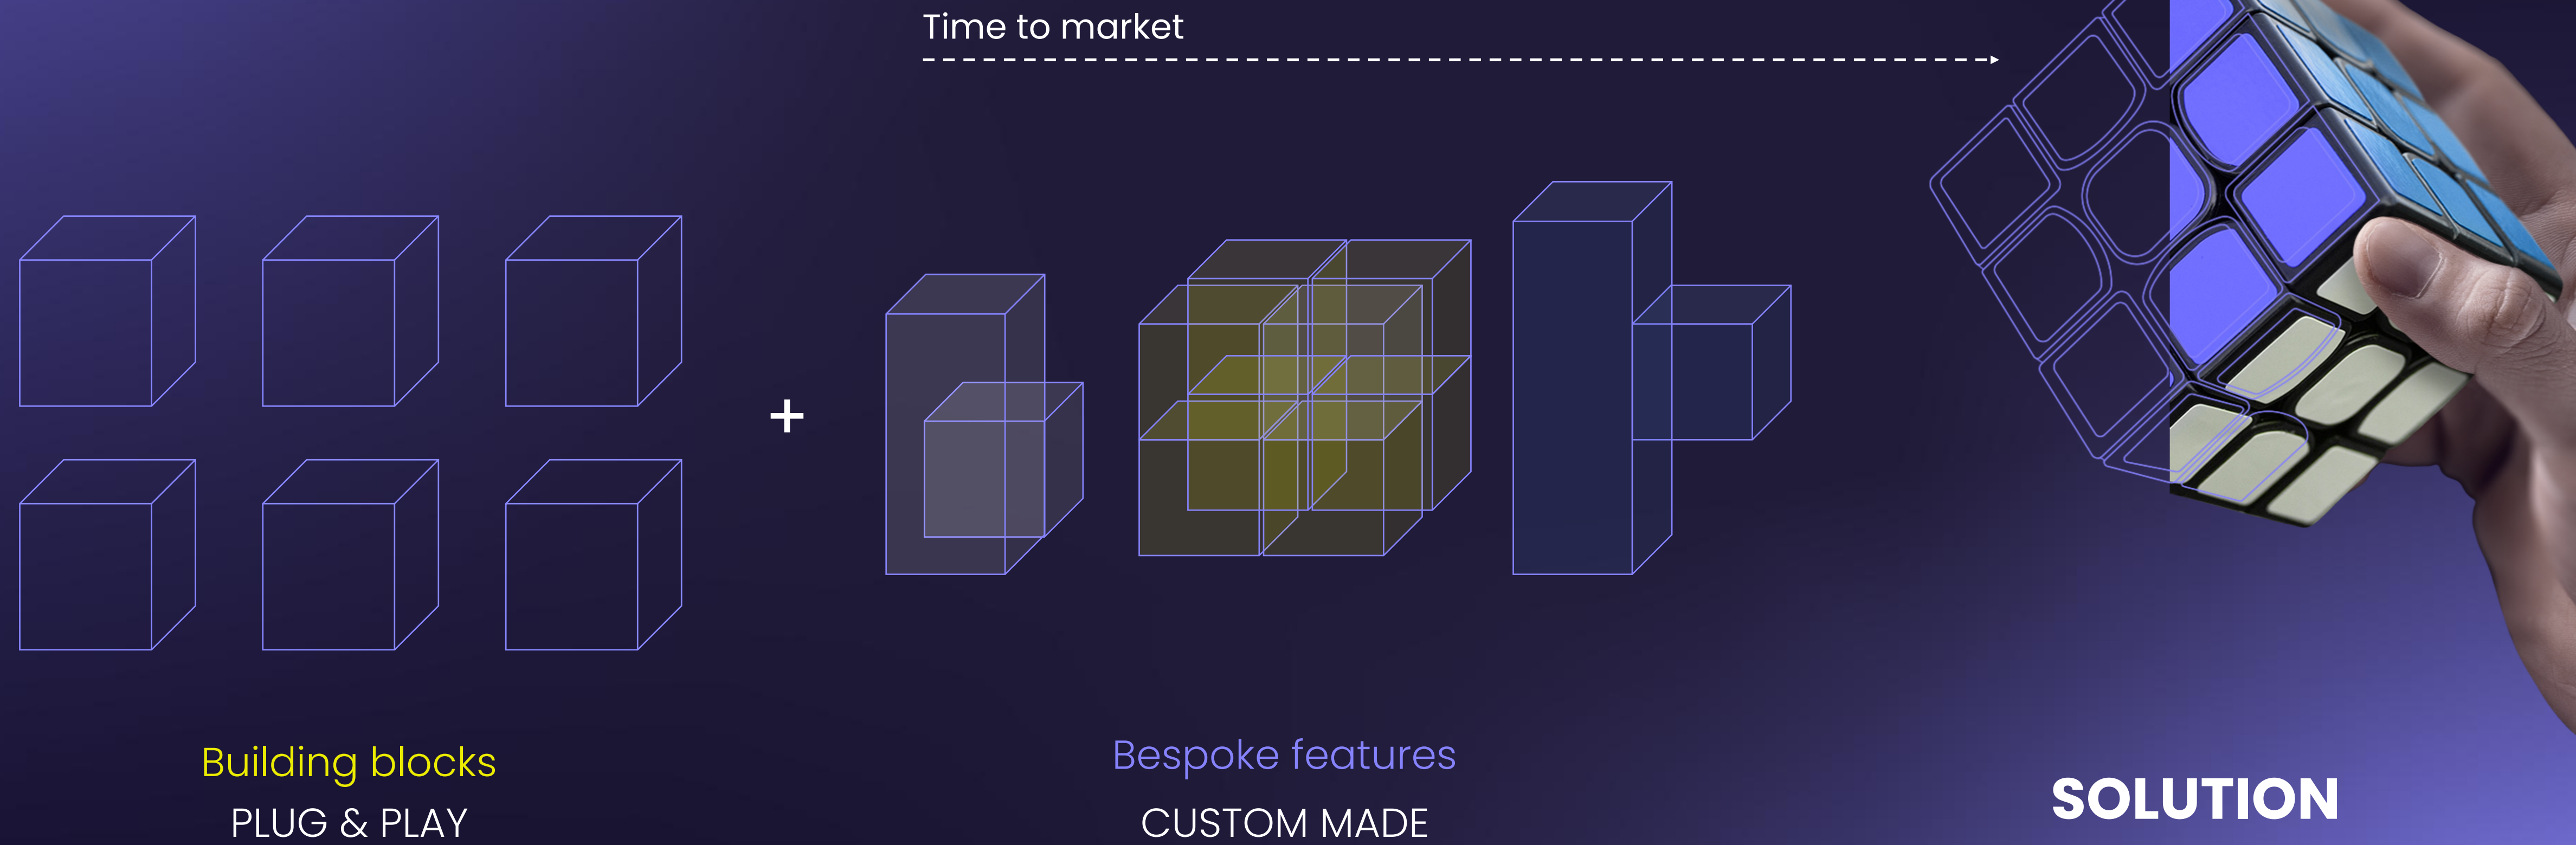 Time to market
+
Building blocks
PLUG & PLAY
Bespoke features
CUSTOM MADE
SOLUTION